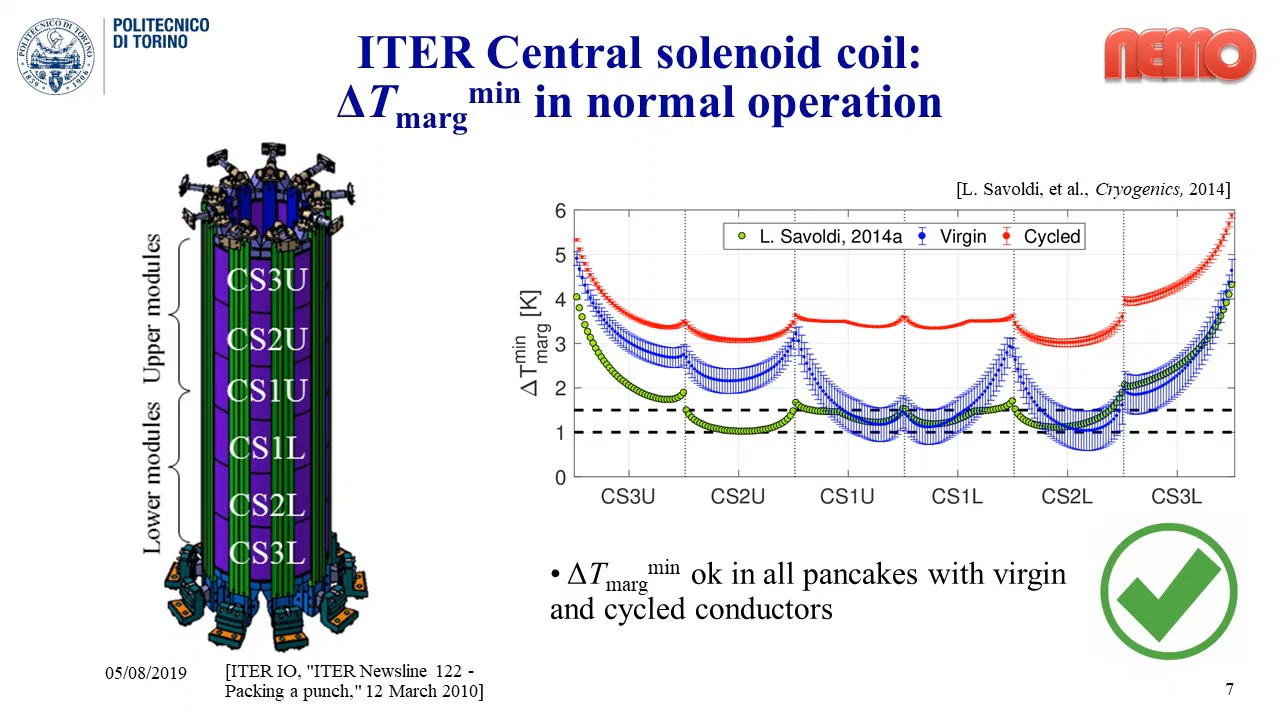 POLITECNICO
DI TORINO
NEMO
ITER Central solenoid coil:
ΔTmargmin in normal operation
[L. Savoldi, et al., Cryogenics, 2014]
Upper modules
Lower modules
CS3U
CS2U
CS1U
CS1L
CS2L
CS3L
ΔTmargmin [K]
6
5
4
3
2
1
0
L. Savoldi, 2014a Virgin Cycled
CS3U CS2U CS1U CS1L CS2L CS3L
• ΔTmargmin ok in all pancakes with virgin
and cycled conductors
05/08/2019
[ITER IO, "ITER Newsline 122 -
Packing a punch," 12 March 2010]
7